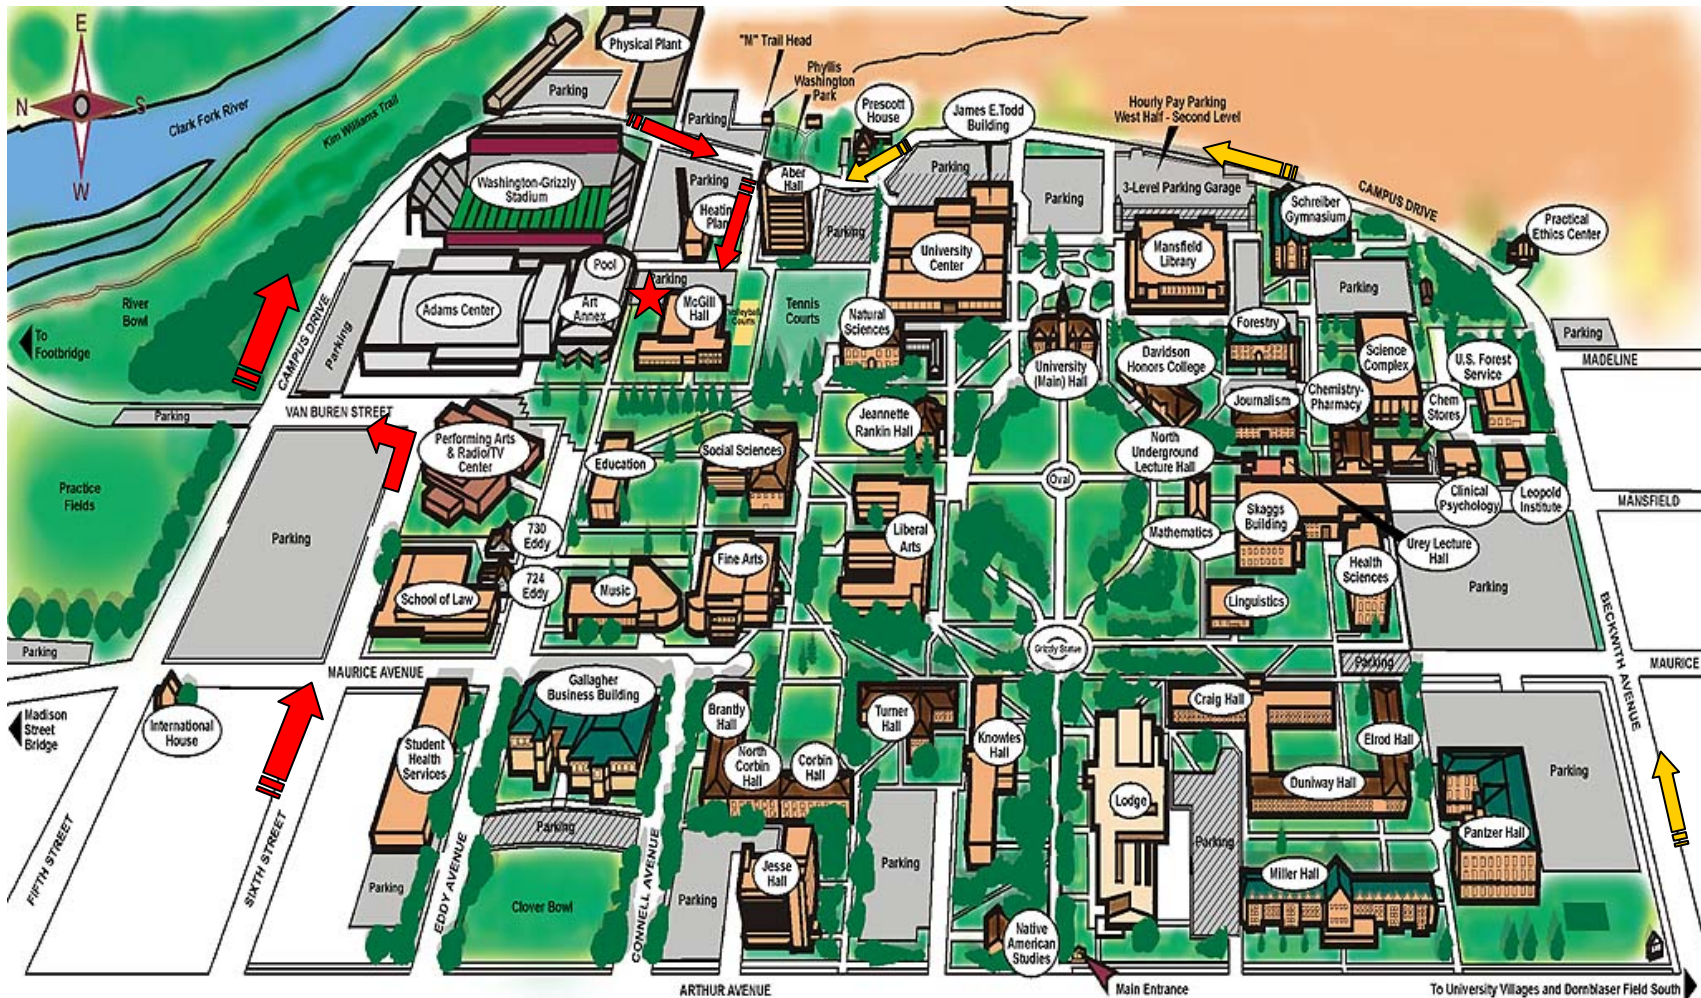 E
N
S
W
Clark Fork River
Kim Williams Trail
Physical Plant
Parking
"M" Trail Head
Phyllis
Washington
Park
Parking
Prescott
House
James E.Todd
Building
Hourly Pay Parking
West Half - Second Level
Washington-Grizzly
Stadium
Parking
Heating
Plant
Aber
Hall
Parking
Parking
Parking
3-Level Parking Garage
Schreiber
Gymnasium
CAMPUS DRIVE
Practical
Ethics Center
University
Center
Mansfield
Library
Pool
Parking
River
Bowl
To
Footbridge
CAMPUS DRIVE
Parking
Adams Center
Art
Annex
McGill
Hall
Volleyball
Courts
Tennis
Courts
Natural
Sciences
University
(Main) Hall
Davidson
Honors College
Forestry
Parking
Science
Complex
U.S. Forest
Service
Parking
MADELINE
Parking
VAN BUREN STREET
Performing Arts
& Radio/TV
Center
Education
Social Sciences
Jeannette
Rankin Hall
North
Underground
Lecture Hall
Journalism
Chemistry-
Pharmacy
Chem
Stores
Practice
Fields
Parking
730
Eddy
Liberal
Arts
Oval
Mathematics
Skaggs
Building
Clinical
Psychology
Leopold
Institute
MANSFIELD
Urey Lecture
Hall
School of Law
724
Eddy
Music
Fine Arts
Linguistics
Health
Sciences
Parking
BECKWITH AVENUE
Parking
MAURICE AVENUE
Grizzly Statue
Parking
MAURICE
Madison
Street
Bridge
International
House
Student
Health
Services
Gallagher
Business Building
Brantly
Hall
North
Corbin
Hall
Corbin
Hall
Turner
Hall
Knowles
Hall
Craig Hall
Elrod Hall
Duniway Hall
Lodge
Parking
Parking
Pantzer Hall
FIFTH STREET
SIXTH STREET
Parking
EDDY AVENUE
Parking
Clover Bowl
CONNELL AVENUE
Parking
Jesse
Hall
Parking
Miller Hall
Native
American
Studies
ARTHUR AVENUE
Main Entrance
To University Villages and Dornblaser Field South